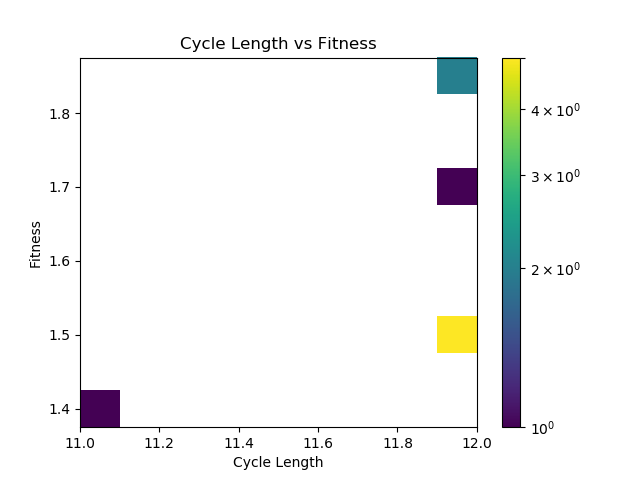 Cycle Length vs Fitness
1.8
1.7
1.6
1.5
1.4
Fitness
11.0 11.2 11.4 11.6 11.8 12.0
Cycle Length
4 × 10⁰
3 × 10⁰
2 × 10⁰
10⁰